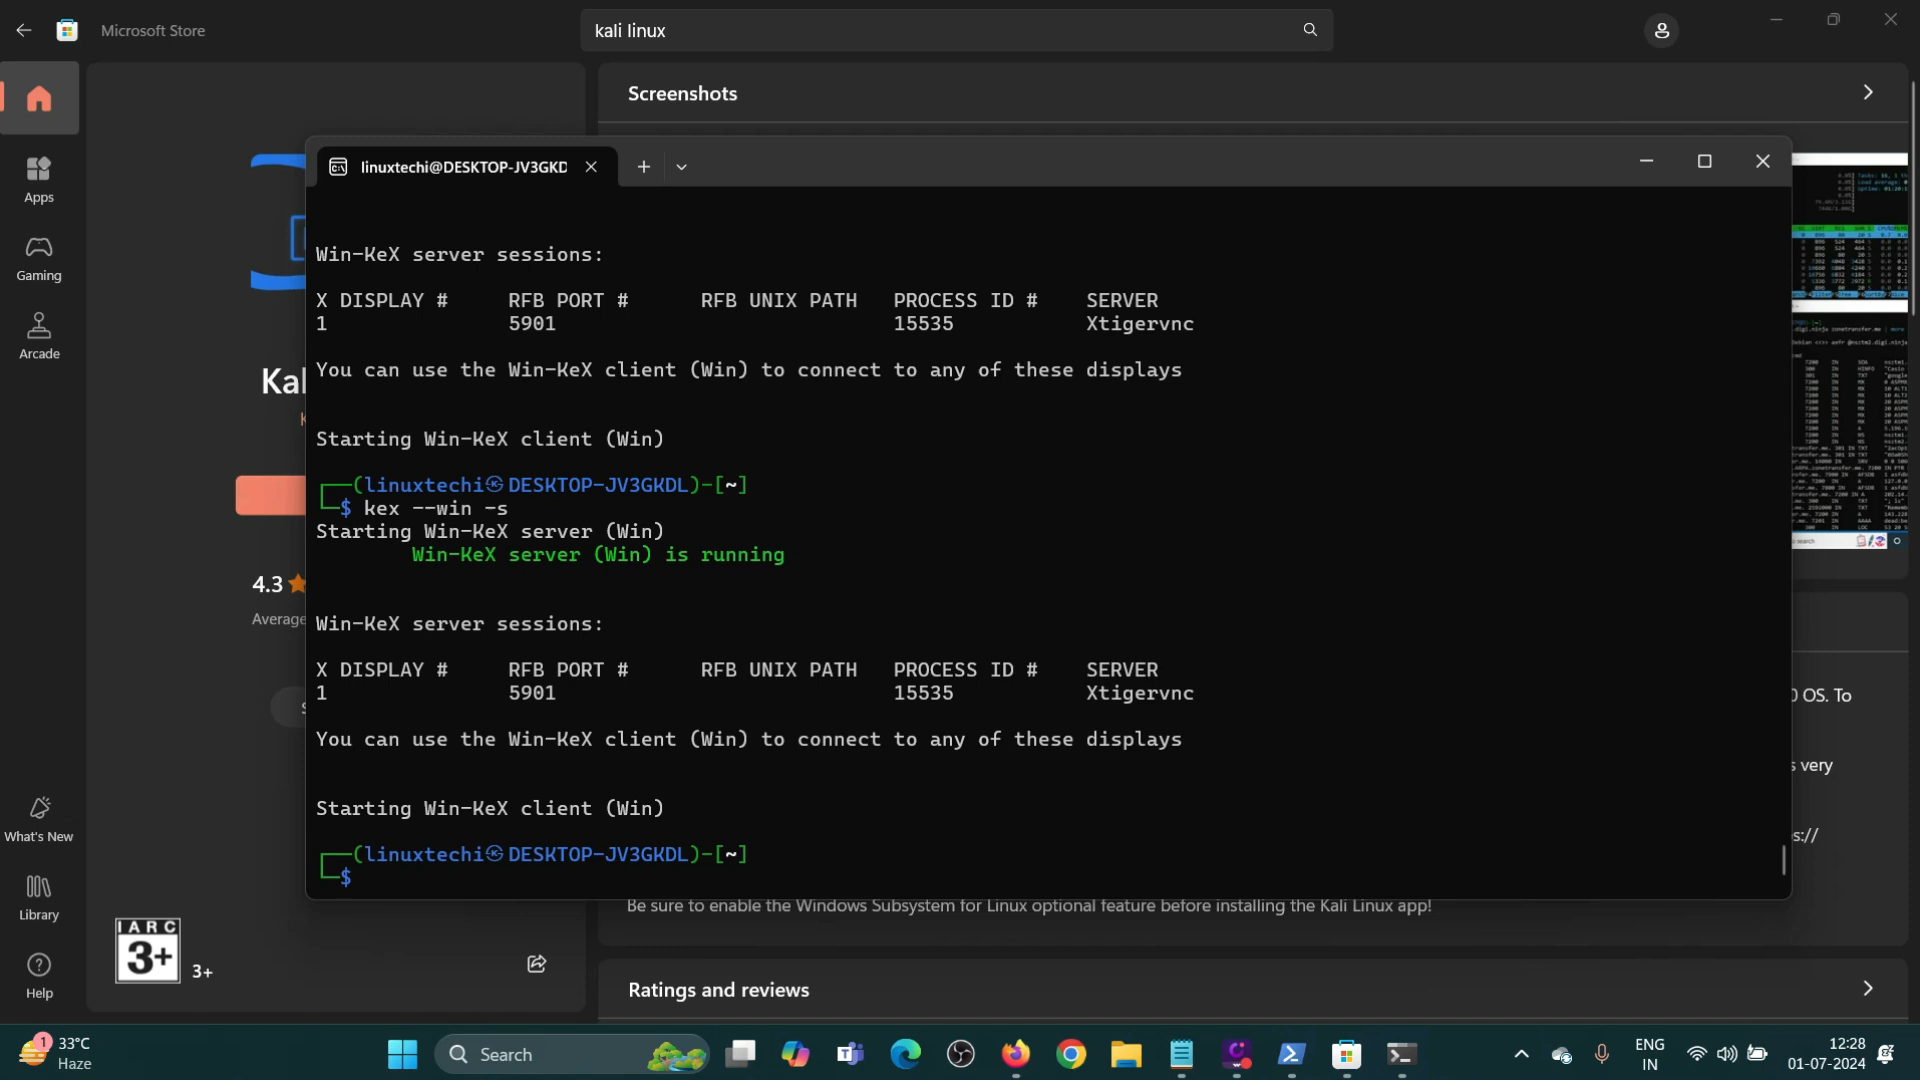 Microsoft Store
kali linux
Screenshots
Apps
Gaming
Arcade
What's New
Library
Help
Kal
4.3
Average
IARC
3+
3+
linuxtechi@DESKTOP-JV3GKD
Win-KeX server sessions:
X DISPLAY # RFB PORT # RFB UNIX PATH PROCESS ID # SERVER
1 5901 15535 Xtigervnc
You can use the Win-KeX client (Win) to connect to any of these displays
Starting Win-KeX client (Win)
┌──(linuxtechi㉿DESKTOP-JV3GKDL)-[~]
└─$ kex --win -s
Starting Win-KeX server (Win)
Win-KeX server (Win) is running
Win-KeX server sessions:
X DISPLAY # RFB PORT # RFB UNIX PATH PROCESS ID # SERVER
1 5901 15535 Xtigervnc
You can use the Win-KeX client (Win) to connect to any of these displays
Starting Win-KeX client (Win)
┌──(linuxtechi㉿DESKTOP-JV3GKDL)-[~]
└─$
OS. To
s very
s://
Be sure to enable the Windows Subsystem for Linux optional feature before installing the Kali Linux app!
Ratings and reviews
1
33°C
Haze
Search
ENG
IN
12:28
01-07-2024